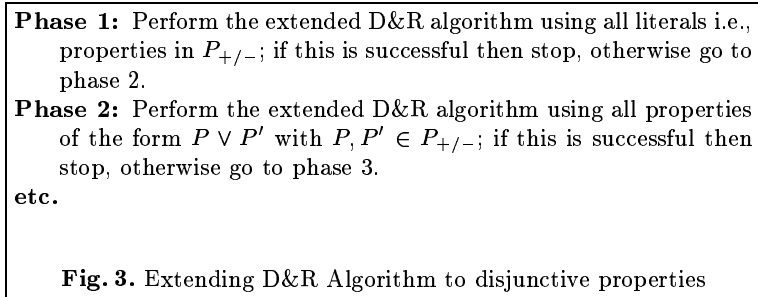 Phase 1: Perform the extended D&R algorithm using all literals i.e.,
properties in P₊/₋; if this is successful then stop, otherwise go to
phase 2.
Phase 2: Perform the extended D&R algorithm using all properties
of the form P ∨ P′ with P, P′ ∈ P₊/₋; if this is successful then
stop, otherwise go to phase 3.
etc.
Fig. 3. Extending D&R Algorithm to disjunctive properties